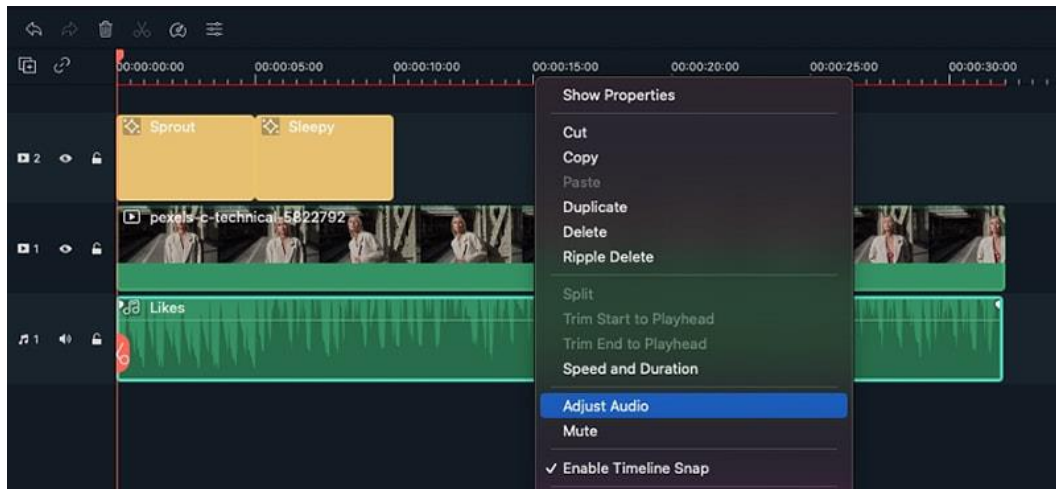 00:00:00:00 00:00:05:00 00:00:10:00 00:00:15:00 00:00:20:00 00:00:25:00 00:00:30:00
Show Properties
Sprout Sleepy
Cut
Copy
2
Paste
Duplicate
pexels-c-technical-5822792
Delete
1
Ripple Delete
Split
Likes
Trim Start to Playhead
1
Trim End to Playhead
Speed and Duration
Adjust Audio
Mute
✓ Enable Timeline Snap